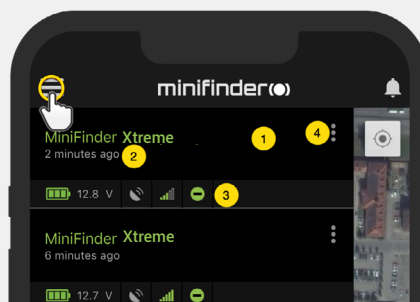 minifinder
MiniFinder Xtreme
1
4
2 minutes ago 2
12.8 V
3
MiniFinder Xtreme
6 minutes ago
12.7 V